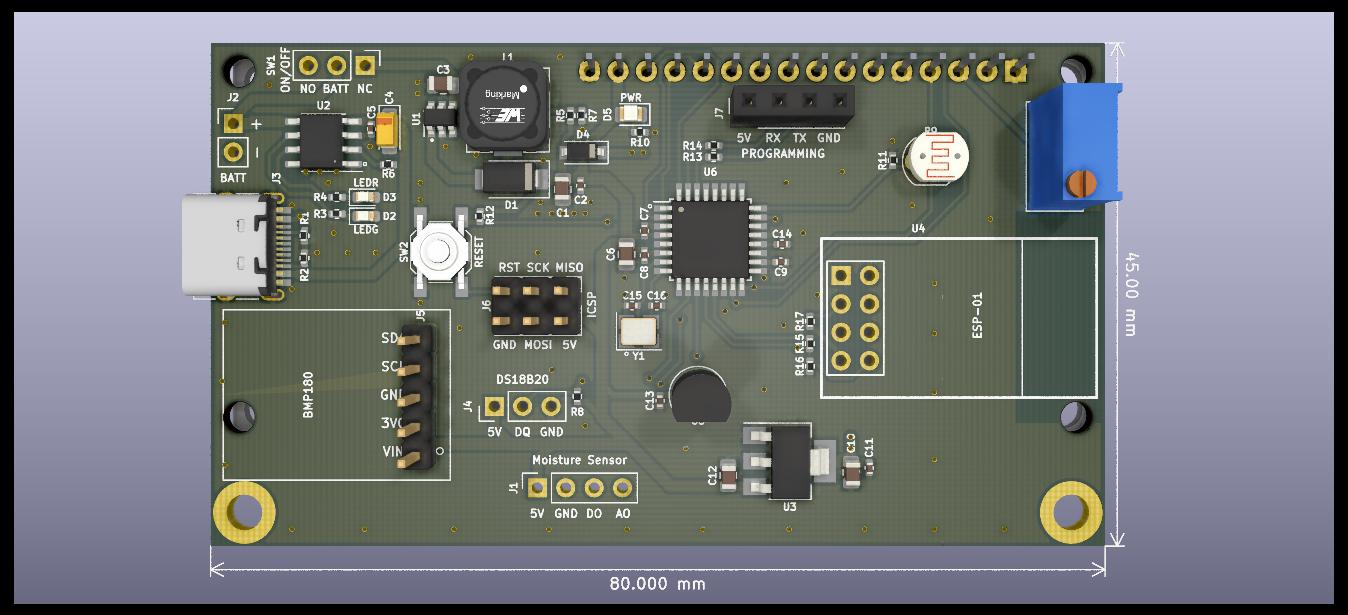 SW1
ON/OFF
NO BATT NC
J2
+
-
BATT
U2
C5
C4
R6
C3
U1
L1
Marking
WE
R5
R7
D4
PWR
D5
R10
J7
5V RX TX GND
PROGRAMMING
R14
R13
U6
R11
R9
J3
LEDR
R4
D3
R3
D2
LEDG
R1
R2
D1
C1
C2
R12
SW2
RESET
C7
C6
C8
C14
C9
U4
ESP-01
45.00 mm
RST SCK MISO
J6
ICSP
GND MOSI 5V
C15
C16
Y1
R17
R15
R16
J5
BMP180
VIN
DS18B20
J4
5V DQ GND
R8
C13
Moisture Sensor
J1
5V GND DO AO
C12
U3
C10
C11
80.000 mm